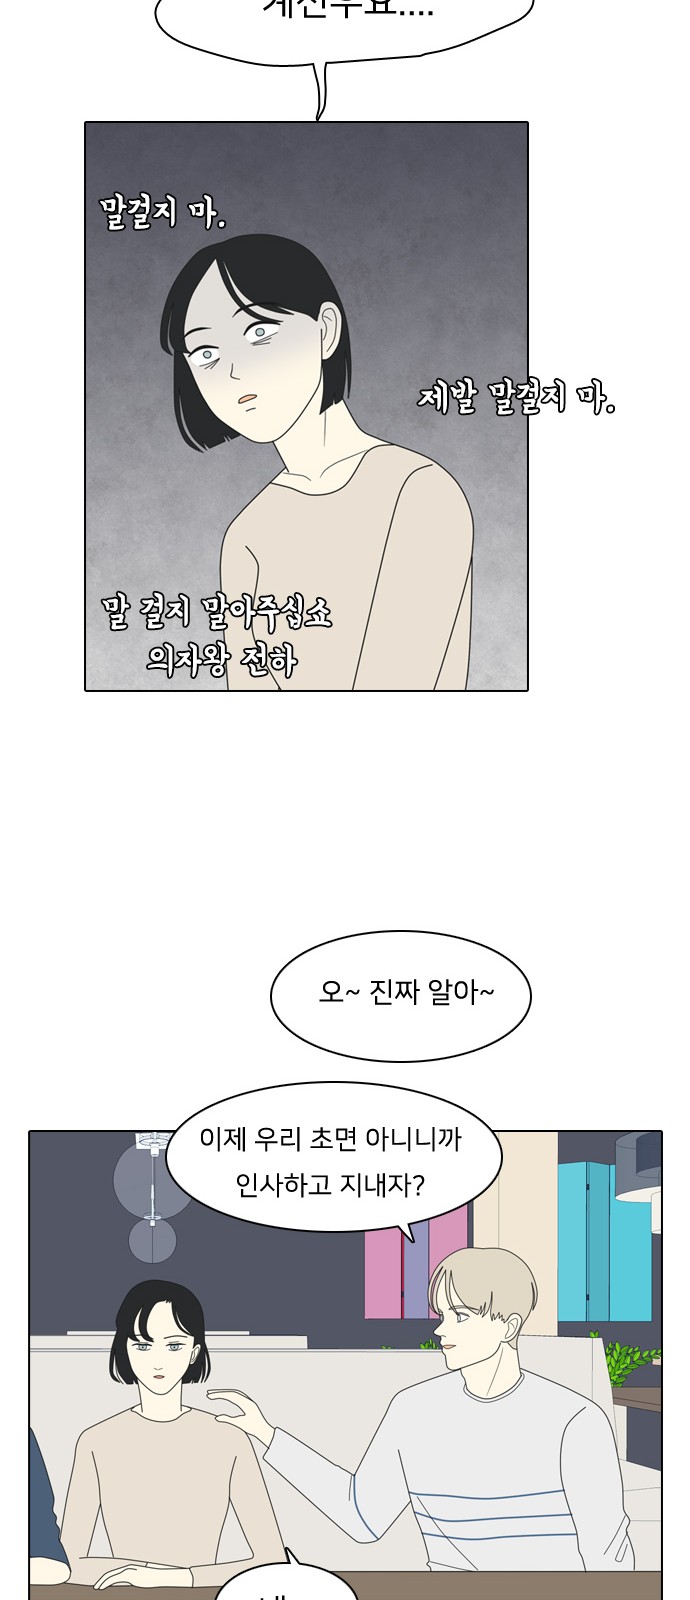 말걸지 마.
제발 말걸지 마.
말 걸지 말아주십쇼
의자왕 전하
오~ 진짜 알아~
이제 우리 초면 아니니까
인사하고 지내자?